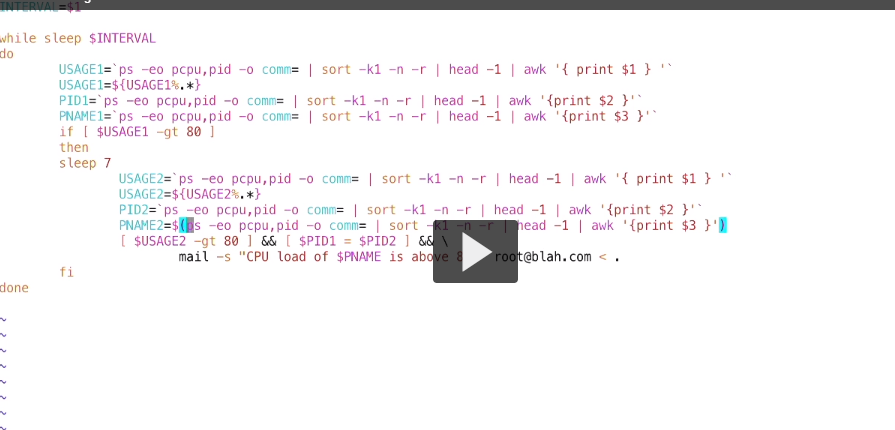 INTERVAL=$1
while sleep $INTERVAL
do
USAGE1=`ps -eo pcpu,pid -o comm= | sort -k1 -n -r | head -1 | awk '{ print $1 } '`
USAGE1=${USAGE1%.*}
PID1=`ps -eo pcpu,pid -o comm= | sort -k1 -n -r | head -1 | awk '{print $2 }'`
PNAME1=`ps -eo pcpu,pid -o comm= | sort -k1 -n -r | head -1 | awk '{print $3 }'`
if [ $USAGE1 -gt 80 ]
then
sleep 7
USAGE2=`ps -eo pcpu,pid -o comm= | sort -k1 -n -r | head -1 | awk '{ print $1 } '`
USAGE2=${USAGE2%.*}
PID2=`ps -eo pcpu,pid -o comm= | sort -k1 -n -r | head -1 | awk '{print $2 }'`
PNAME2=$(ps -eo pcpu,pid -o comm= | sort -k1 -n -r | head -1 | awk '{print $3 }')
[ $USAGE2 -gt 80 ] && [ $PID1 = $PID2 ] && \
mail -s "CPU load of $PNAME is above root@blah.com < .
fi
done
~
~
~
~
~
~
~